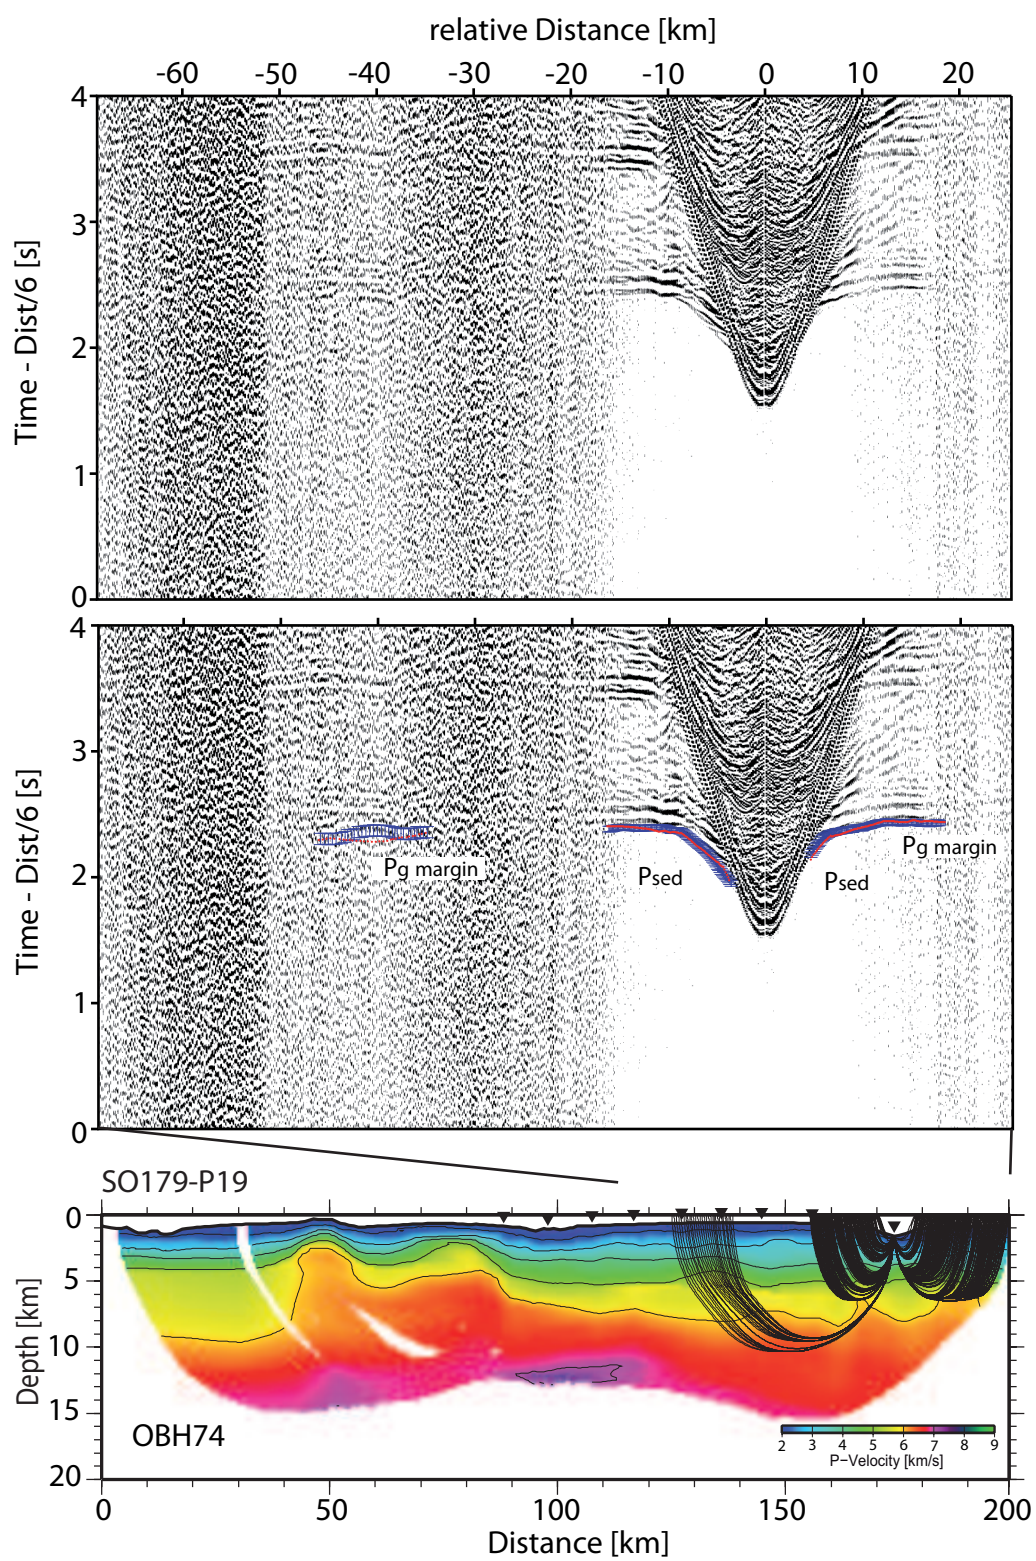 relative Distance [km]
-60 -50 -40 -30 -20 -10 0 10 20
4
3
2
1
0
Time - Dist/6 [s]
4
3
2
1
0
Time - Dist/6 [s]
Pg margin
Psed
Psed
Pg margin
SO179-P19
0
5
10
15
20
Depth [km]
OBH74
2 3 4 5 6 7 8 9
P-Velocity [km/s]
0 50 100 150 200
Distance [km]